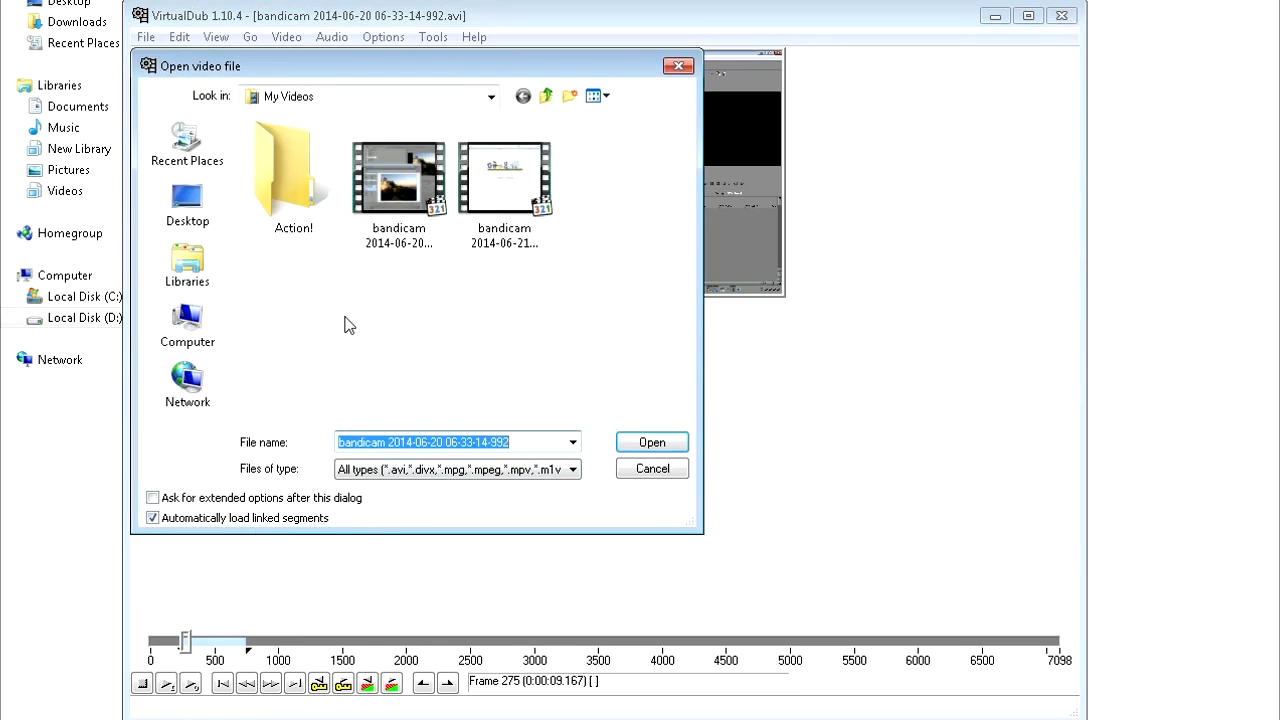 Desktop
Downloads
Recent Places
Libraries
Documents
Music
New Library
Pictures
Videos
Homegroup
Computer
Local Disk (C:)
Local Disk (D:)
Network
VirtualDub 1.10.4 - [bandicam 2014-06-20 06-33-14-992.avi]
File Edit View Go Video Audio Options Tools Help
Open video file
Look in: My Videos
Recent Places
Desktop
Libraries
Computer
Network
Action!
bandicam
2014-06-20...
bandicam
2014-06-21...
File name: bandicam 2014-06-20 06-33-14-992 Open
Files of type: All types (*.avi,*.divx,*.mpg,*.mpeg,*.mpv,*.m1v Cancel
Ask for extended options after this dialog
Automatically load linked segments
0 500 1000 1500 2000 2500 3000 3500 4000 4500 5000 5500 6000 6500 7098
Frame 275 (0:00:09.167) [ ]